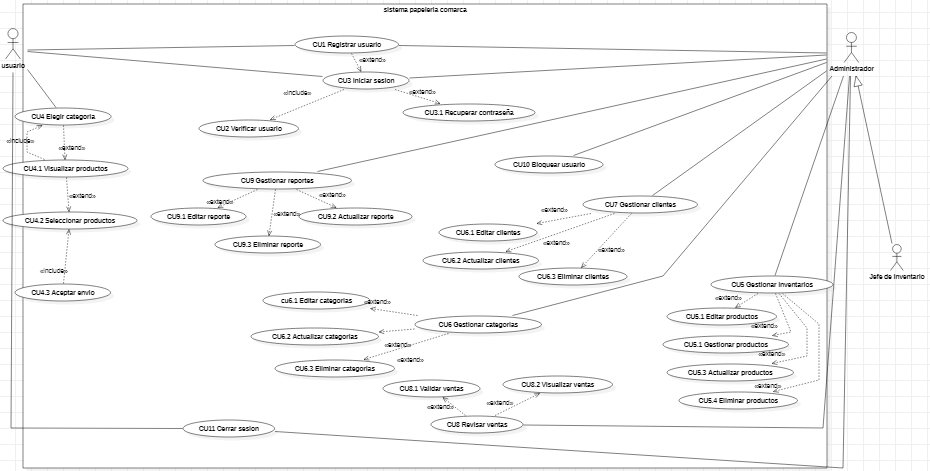 sistema papeleria comarca
usuario
Administrador
Jefe de Inventario
CU1 Registrar usuario
«extend»
CU3 Iniciar sesion
«include»
«extend»
CU2 Verificar usuario
CU3.1 Recuperar contraseña
CU4 Elegir categoria
«include»
«extend»
CU4.1 Visualizar productos
«extend»
CU4.2 Seleccionar productos
«include»
CU4.3 Aceptar envio
CU10 Bloquear usuario
CU9 Gestionar reportes
«extend»
«extend»
«extend»
CU9.1 Editar reporte
CU9.2 Actualizar reporte
CU9.3 Eliminar reporte
CU7 Gestionar clientes
«extend»
«extend»
«extend»
CU6.1 Editar clientes
CU6.2 Actualizar clientes
CU6.3 Eliminar clientes
CU5 Gestionar Inventarios
«extend»
CU5.1 Editar productos
«extend»
CU5.1 Gestionar productos
«extend»
CU5.3 Actualizar productos
«extend»
CU5.4 Eliminar productos
cu6.1 Editar categorias
«extend»
CU6 Gestionar categorias
CU6.2 Actualizar categorias
«extend»
«extend»
CU6.3 Eliminar categorias
CU8.1 Validar ventas
CU8.2 Visualizar ventas
«extend»
«extend»
CU8 Revisar ventas
CU11 Cerrar sesion